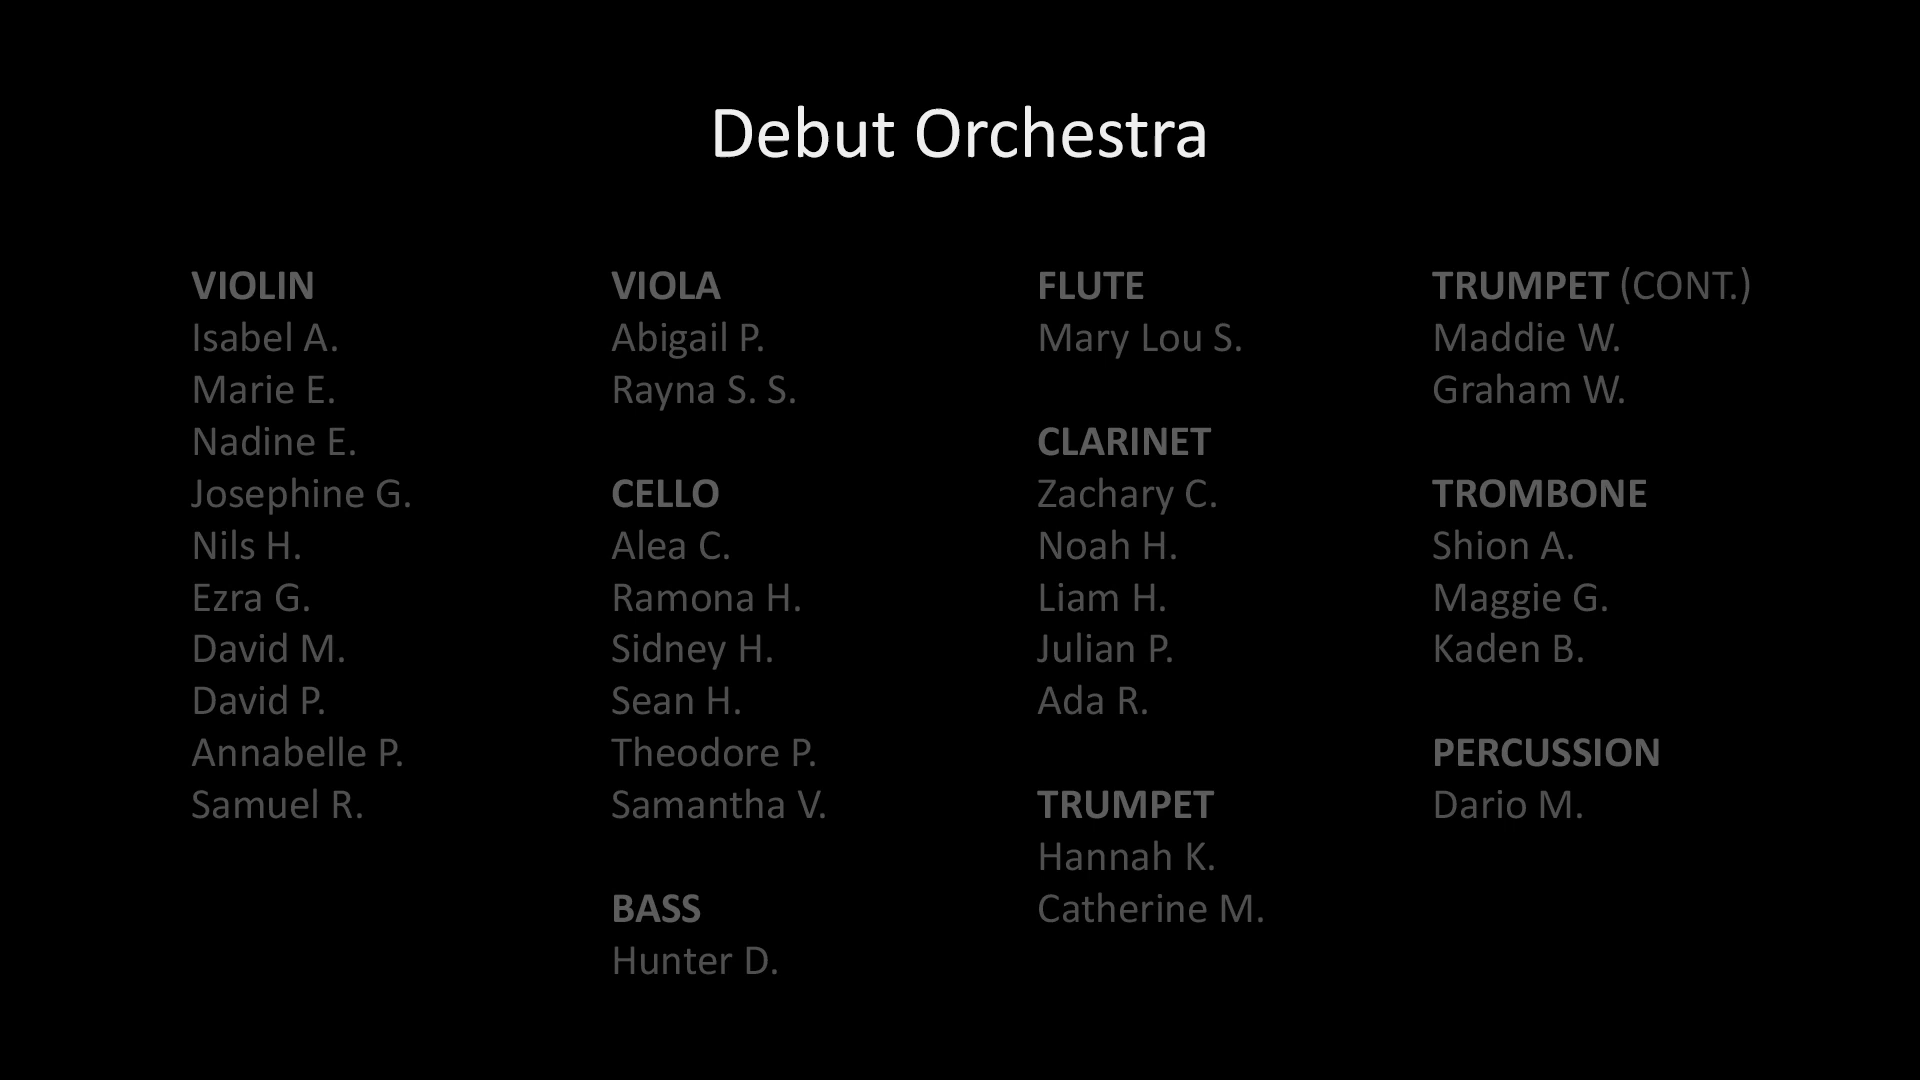 Debut Orchestra
VIOLIN
Isabel A.
Marie E.
Nadine E.
Josephine G.
Nils H.
Ezra G.
David M.
David P.
Annabelle P.
Samuel R.
VIOLA
Abigail P.
Rayna S. S.
CELLO
Alea C.
Ramona H.
Sidney H.
Sean H.
Theodore P.
Samantha V.
BASS
Hunter D.
FLUTE
Mary Lou S.
CLARINET
Zachary C.
Noah H.
Liam H.
Julian P.
Ada R.
TRUMPET
Hannah K.
Catherine M.
TRUMPET (CONT.)
Maddie W.
Graham W.
TROMBONE
Shion A.
Maggie G.
Kaden B.
PERCUSSION
Dario M.